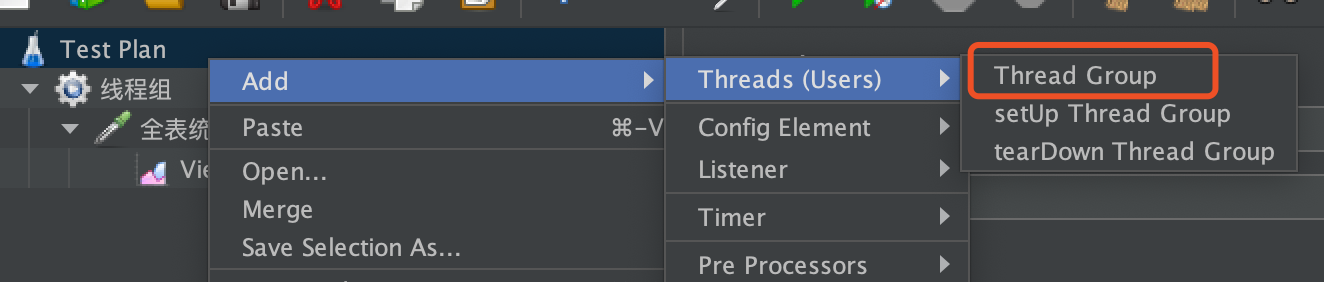 Test Plan
线程组
全表统
Vie
Add
Paste ⌘-V
Open...
Merge
Save Selection As...
Threads (Users)
Config Element
Listener
Timer
Pre Processors
Thread Group
setUp Thread Group
tearDown Thread Group